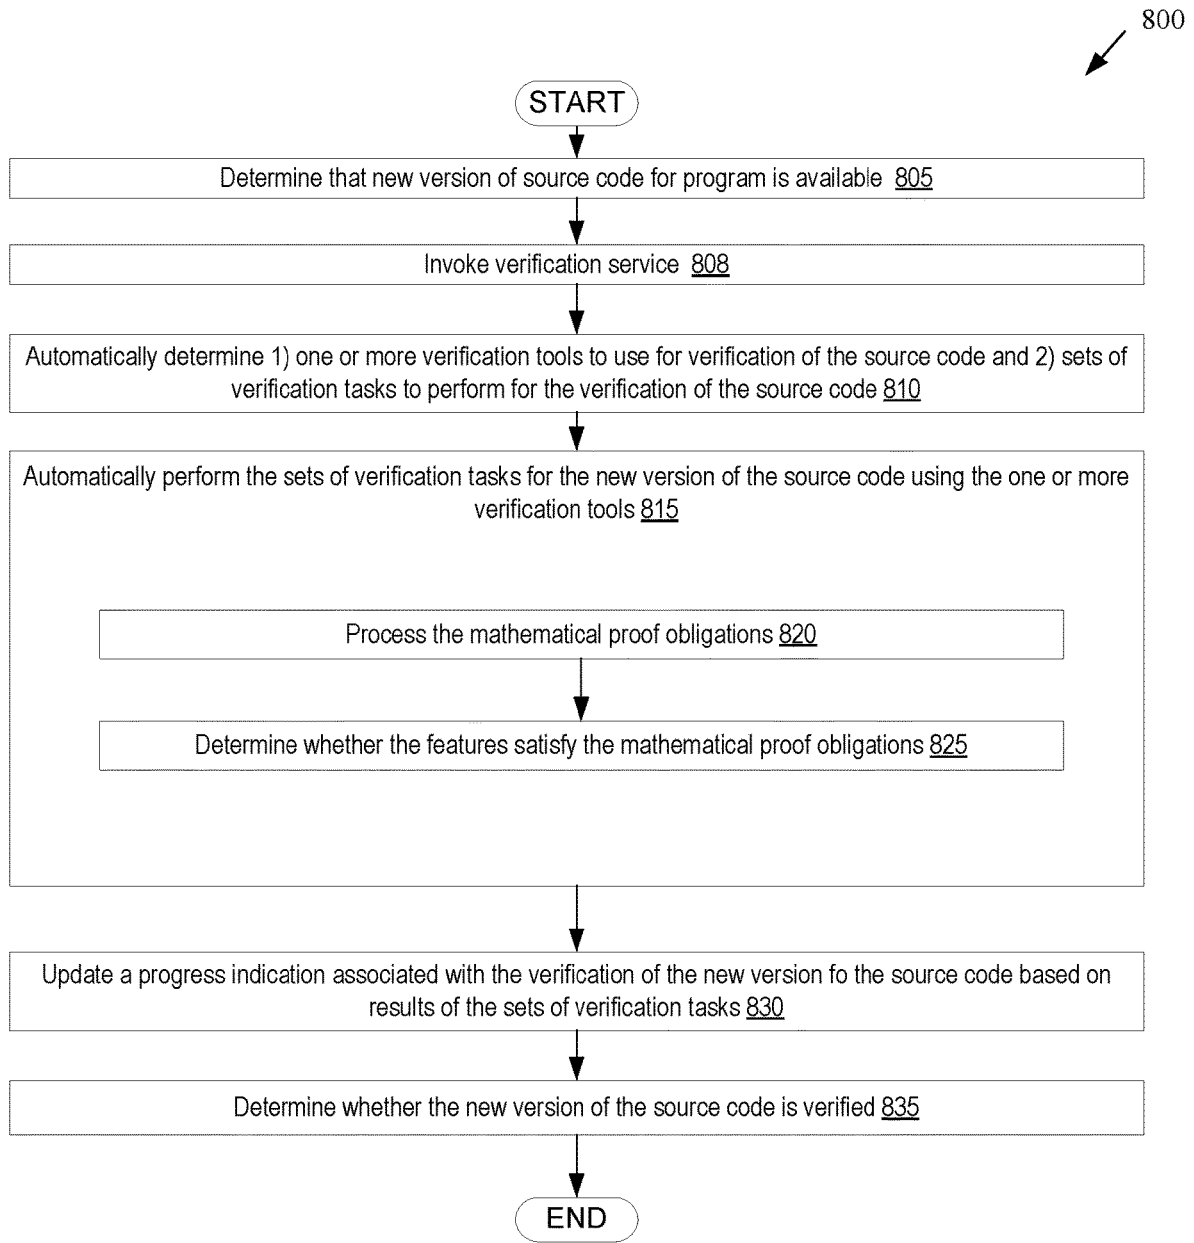 800
START
Determine that new version of source code for program is available 805
Invoke verification service 808
Automatically determine 1) one or more verification tools to use for verification of the source code and 2) sets of
verification tasks to perform for the verification of the source code 810
Automatically perform the sets of verification tasks for the new version of the source code using the one or more
verification tools 815
Process the mathematical proof obligations 820
Determine whether the features satisfy the mathematical proof obligations 825
Update a progress indication associated with the verification of the new version fo the source code based on
results of the sets of verification tasks 830
Determine whether the new version of the source code is verified 835
END